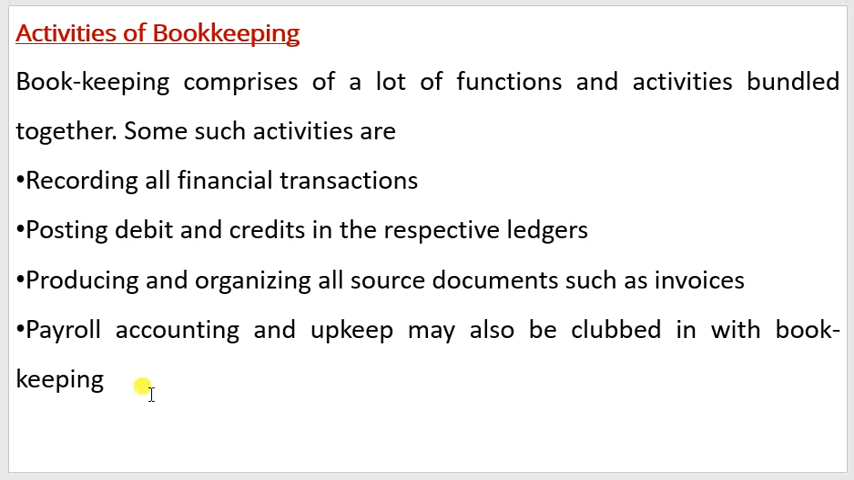 Activities of Bookkeeping
Book-keeping comprises of a lot of functions and activities bundled
together. Some such activities are
•Recording all financial transactions
•Posting debit and credits in the respective ledgers
•Producing and organizing all source documents such as invoices
•Payroll accounting and upkeep may also be clubbed in with book-
keeping